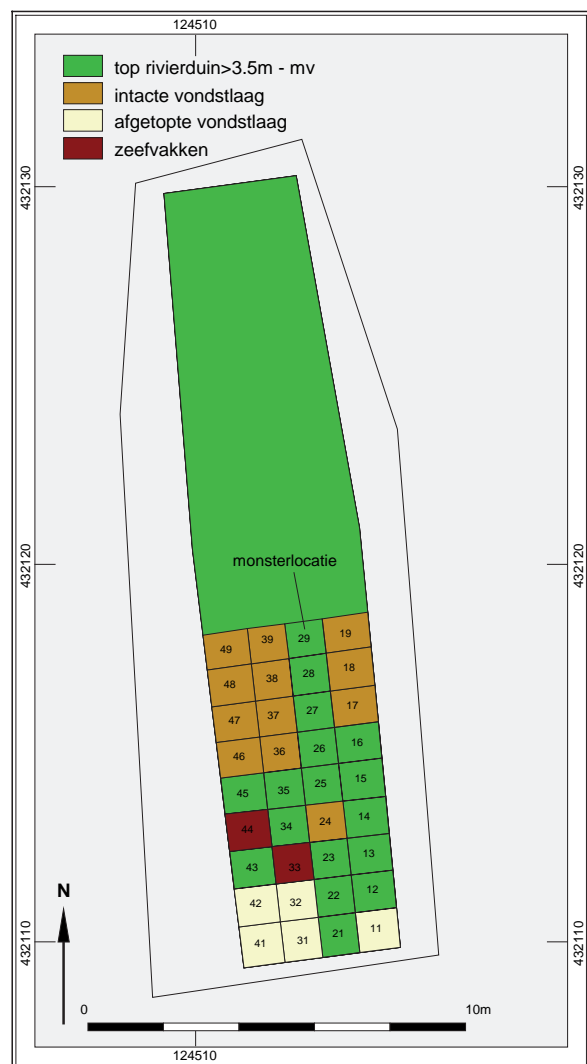 124510
top rivierduin>3.5m - mv
intacte vondstlaag
afgetopte vondstlaag
zeefvakken
432130
432130
432120
432120
monsterlocatie
49 39 29 19
48 38 28 18
47 37 27 17
46 36 26 16
45 35 25 15
44 34 24 14
43 33 23 13
42 32 22 12
41 31 21 11
N
432110
432110
0 10m
124510